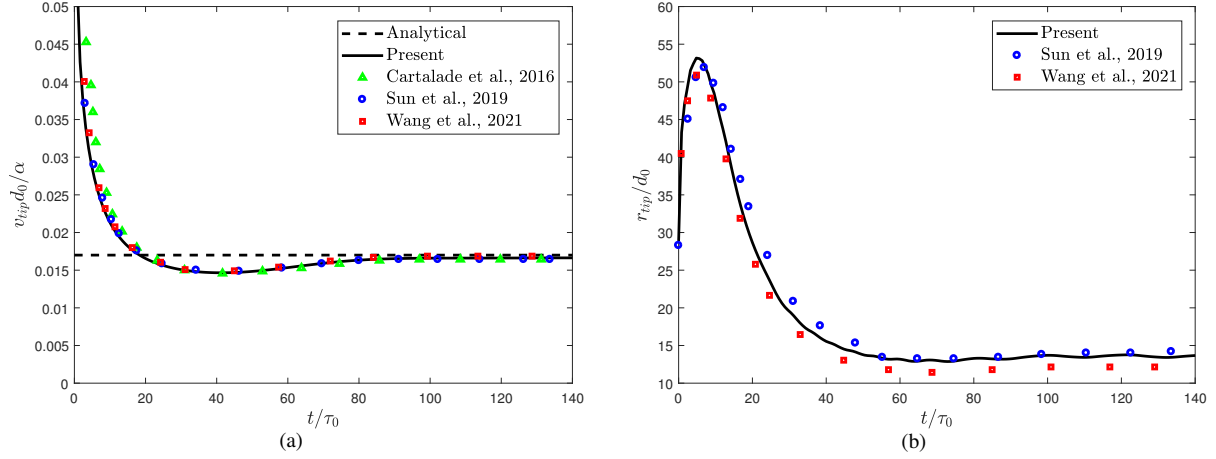 0.05
0.045
0.04
0.035
0.03
0.025
0.02
0.015
0.01
0.005
0
v_{tip}d_0/α
Analytical
Present
Cartalade et al., 2016
Sun et al., 2019
Wang et al., 2021
0 20 40 60 80 100 120 140
t/τ_0
(a)
60
55
50
45
40
35
30
25
20
15
10
r_{tip}/d_0
Present
Sun et al., 2019
Wang et al., 2021
0 20 40 60 80 100 120 140
t/τ_0
(b)